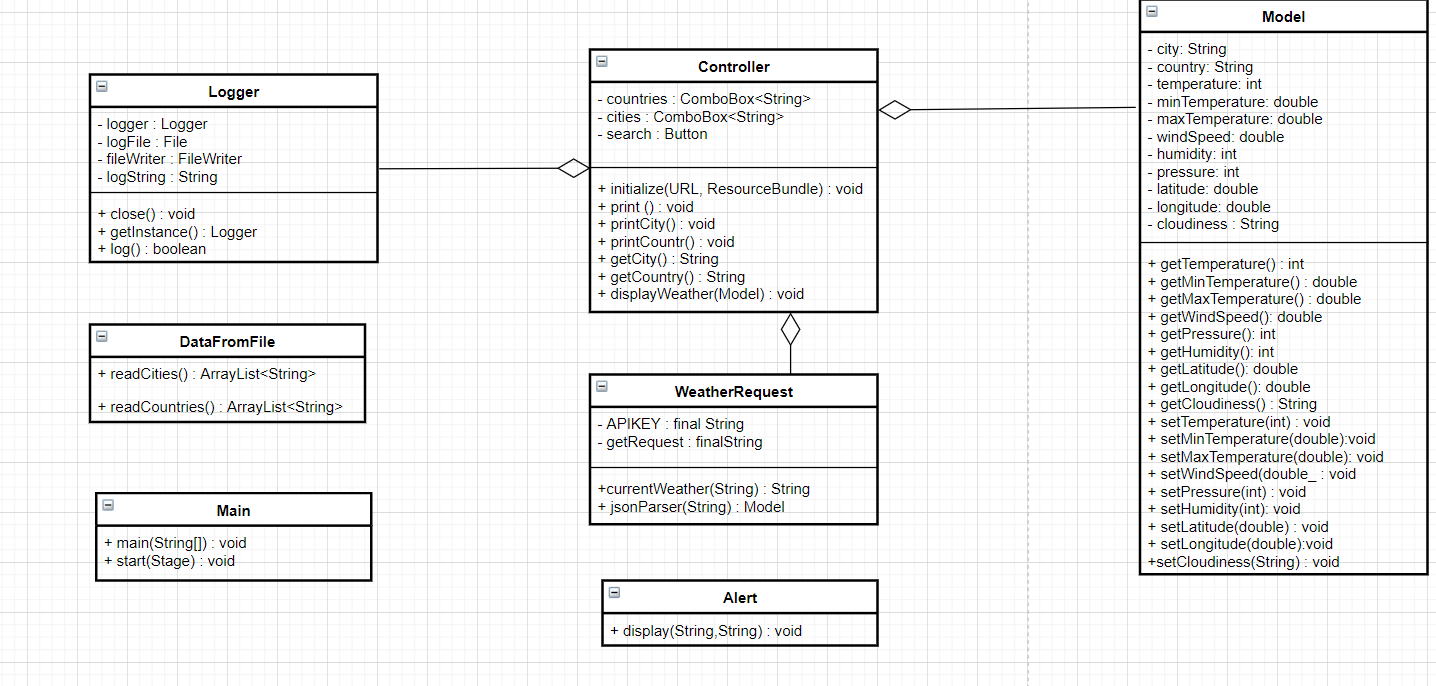 Logger
- logger : Logger
- logFile : File
- fileWriter : FileWriter
- logString : String
+ close() : void
+ getInstance() : Logger
+ log() : boolean
DataFromFile
+ readCities() : ArrayList<String>
+ readCountries() : ArrayList<String>
Main
+ main(String[]) : void
+ start(Stage) : void
Controller
- countries : ComboBox<String>
- cities : ComboBox<String>
- search : Button
+ initialize(URL, ResourceBundle) : void
+ print () : void
+ printCity() : void
+ printCountr() : void
+ getCity() : String
+ getCountry() : String
+ displayWeather(Model) : void
WeatherRequest
- APIKEY : final String
- getRequest : finalString
+currentWeather(String) : String
+ jsonParser(String) : Model
Alert
+ display(String,String) : void
Model
- city: String
- country: String
- temperature: int
- minTemperature: double
- maxTemperature: double
- windSpeed: double
- humidity: int
- pressure: int
- latitude: double
- longitude: double
- cloudiness : String
+ getTemperature() : int
+ getMinTemperature() : double
+ getMaxTemperature() : double
+ getWindSpeed(): double
+ getPressure(): int
+ getHumidity(): int
+ getLatitude(): double
+ getLongitude(): double
+ getCloudiness() : String
+ setTemperature(int) : void
+ setMinTemperature(double):void
+ setMaxTemperature(double): void
+ setWindSpeed(double_ : void
+ setPressure(int) : void
+ setHumidity(int): void
+ setLatitude(double) : void
+ setLongitude(double):void
+setCloudiness(String) : void